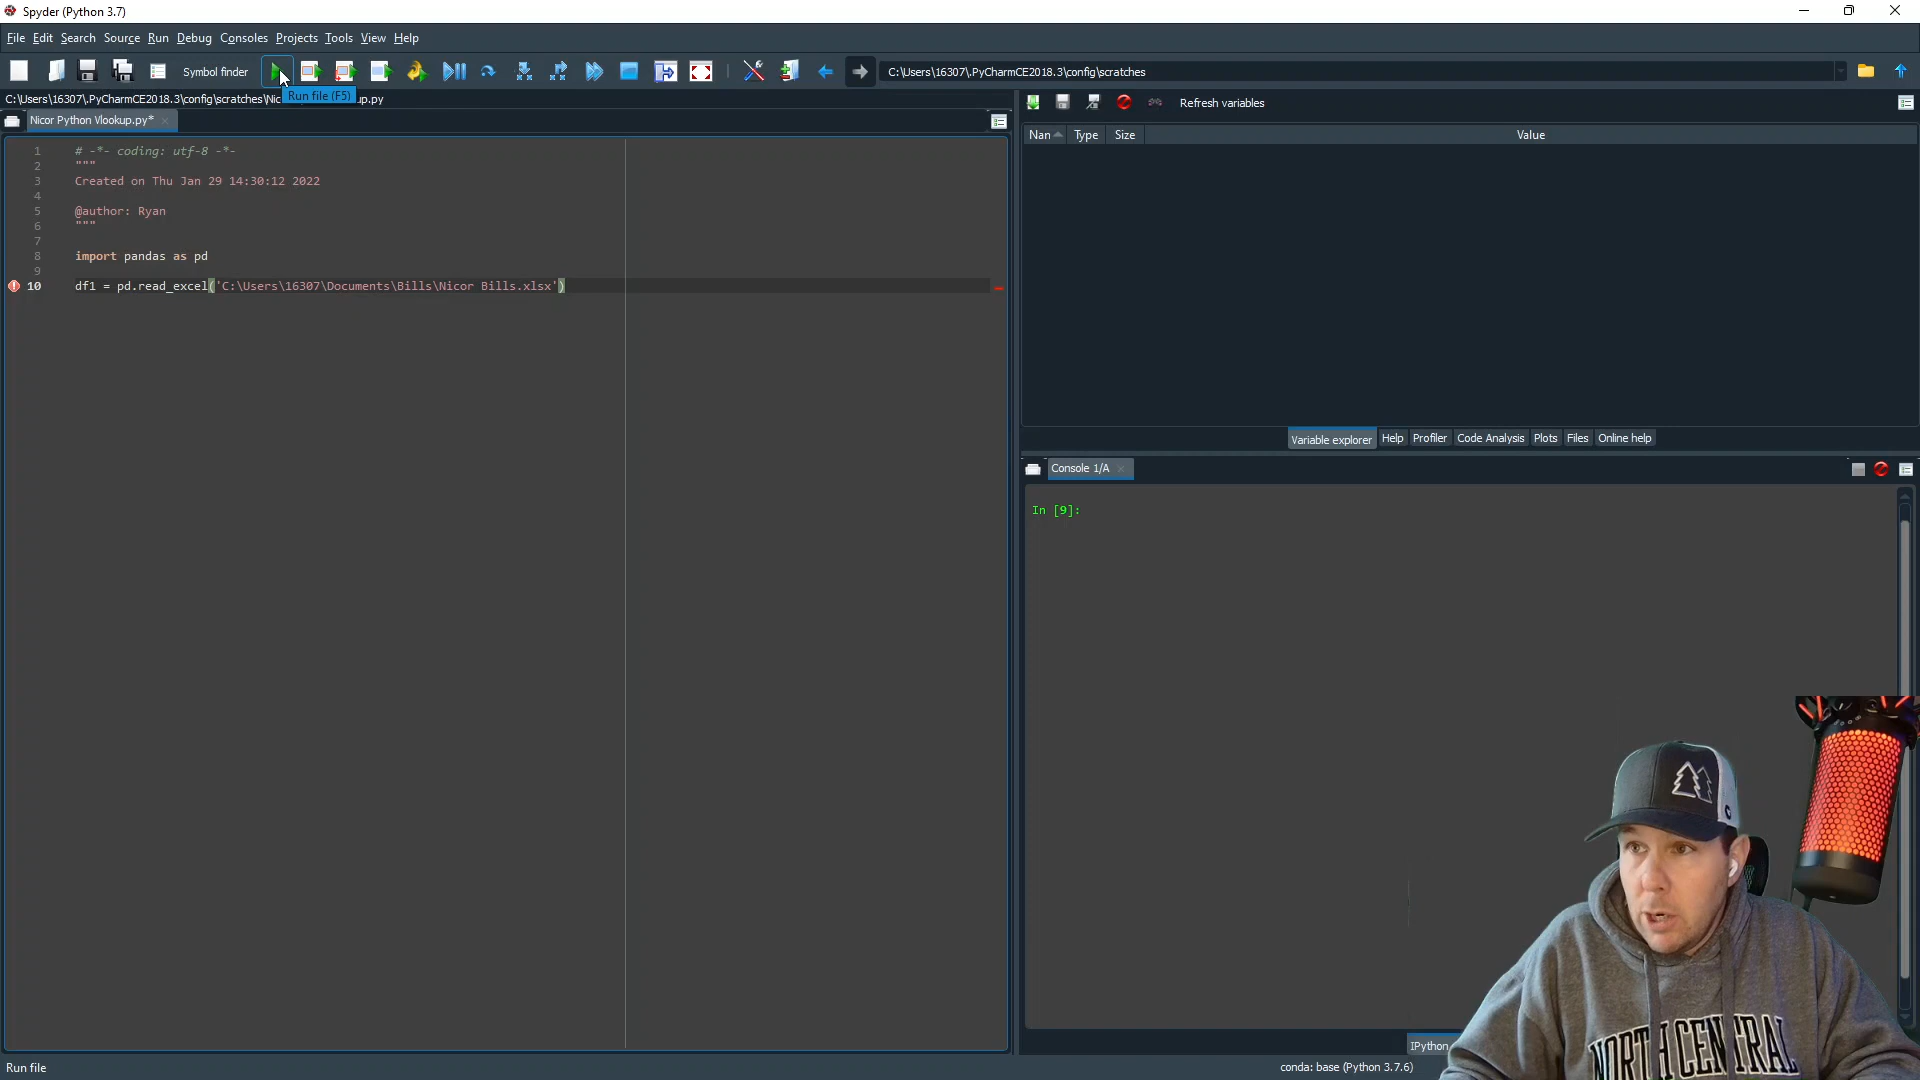 Spyder (Python 3.7)
File Edit Search Source Run Debug Consoles Projects Tools View Help
Symbol finder
C:\Users\16307\.PyCharmCE2018.3\config\scratches
Run file (F5)
C:\Users\16307\.PyCharmCE2018.3\config\scratches\Nic up.py
Nicor Python Vlookup.py*
1 # -*- coding: utf-8 -*-
2 """
3 Created on Thu Jan 29 14:30:12 2022
4
5 @author: Ryan
6 """
7
8 import pandas as pd
9
10 df1 = pd.read_excel('C:\Users\16307\Documents\Bills\Nicor Bills.xlsx')
Refresh variables
Nan Type Size Value
Variable explorer Help Profiler Code Analysis Plots Files Online help
Console 1/A
In [9]:
NORTH CENTRAL
IPython
Run file
conda: base (Python 3.7.6)